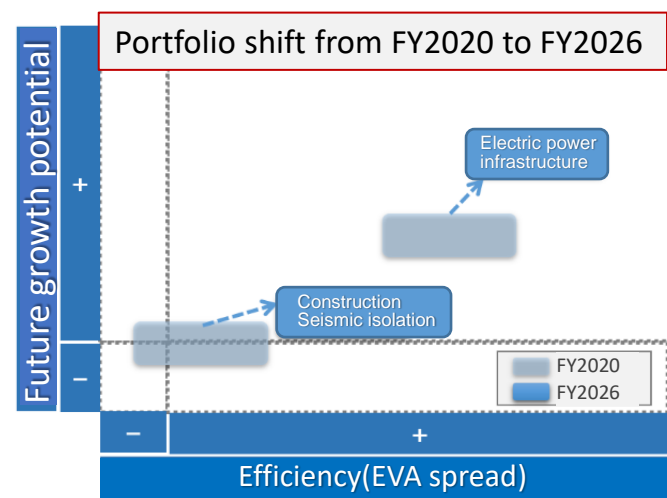 Portfolio shift from FY2020 to FY2026
Future growth potential
+
−
Electric power
infrastructure
Construction
Seismic isolation
FY2020
FY2026
−
+
Efficiency(EVA spread)